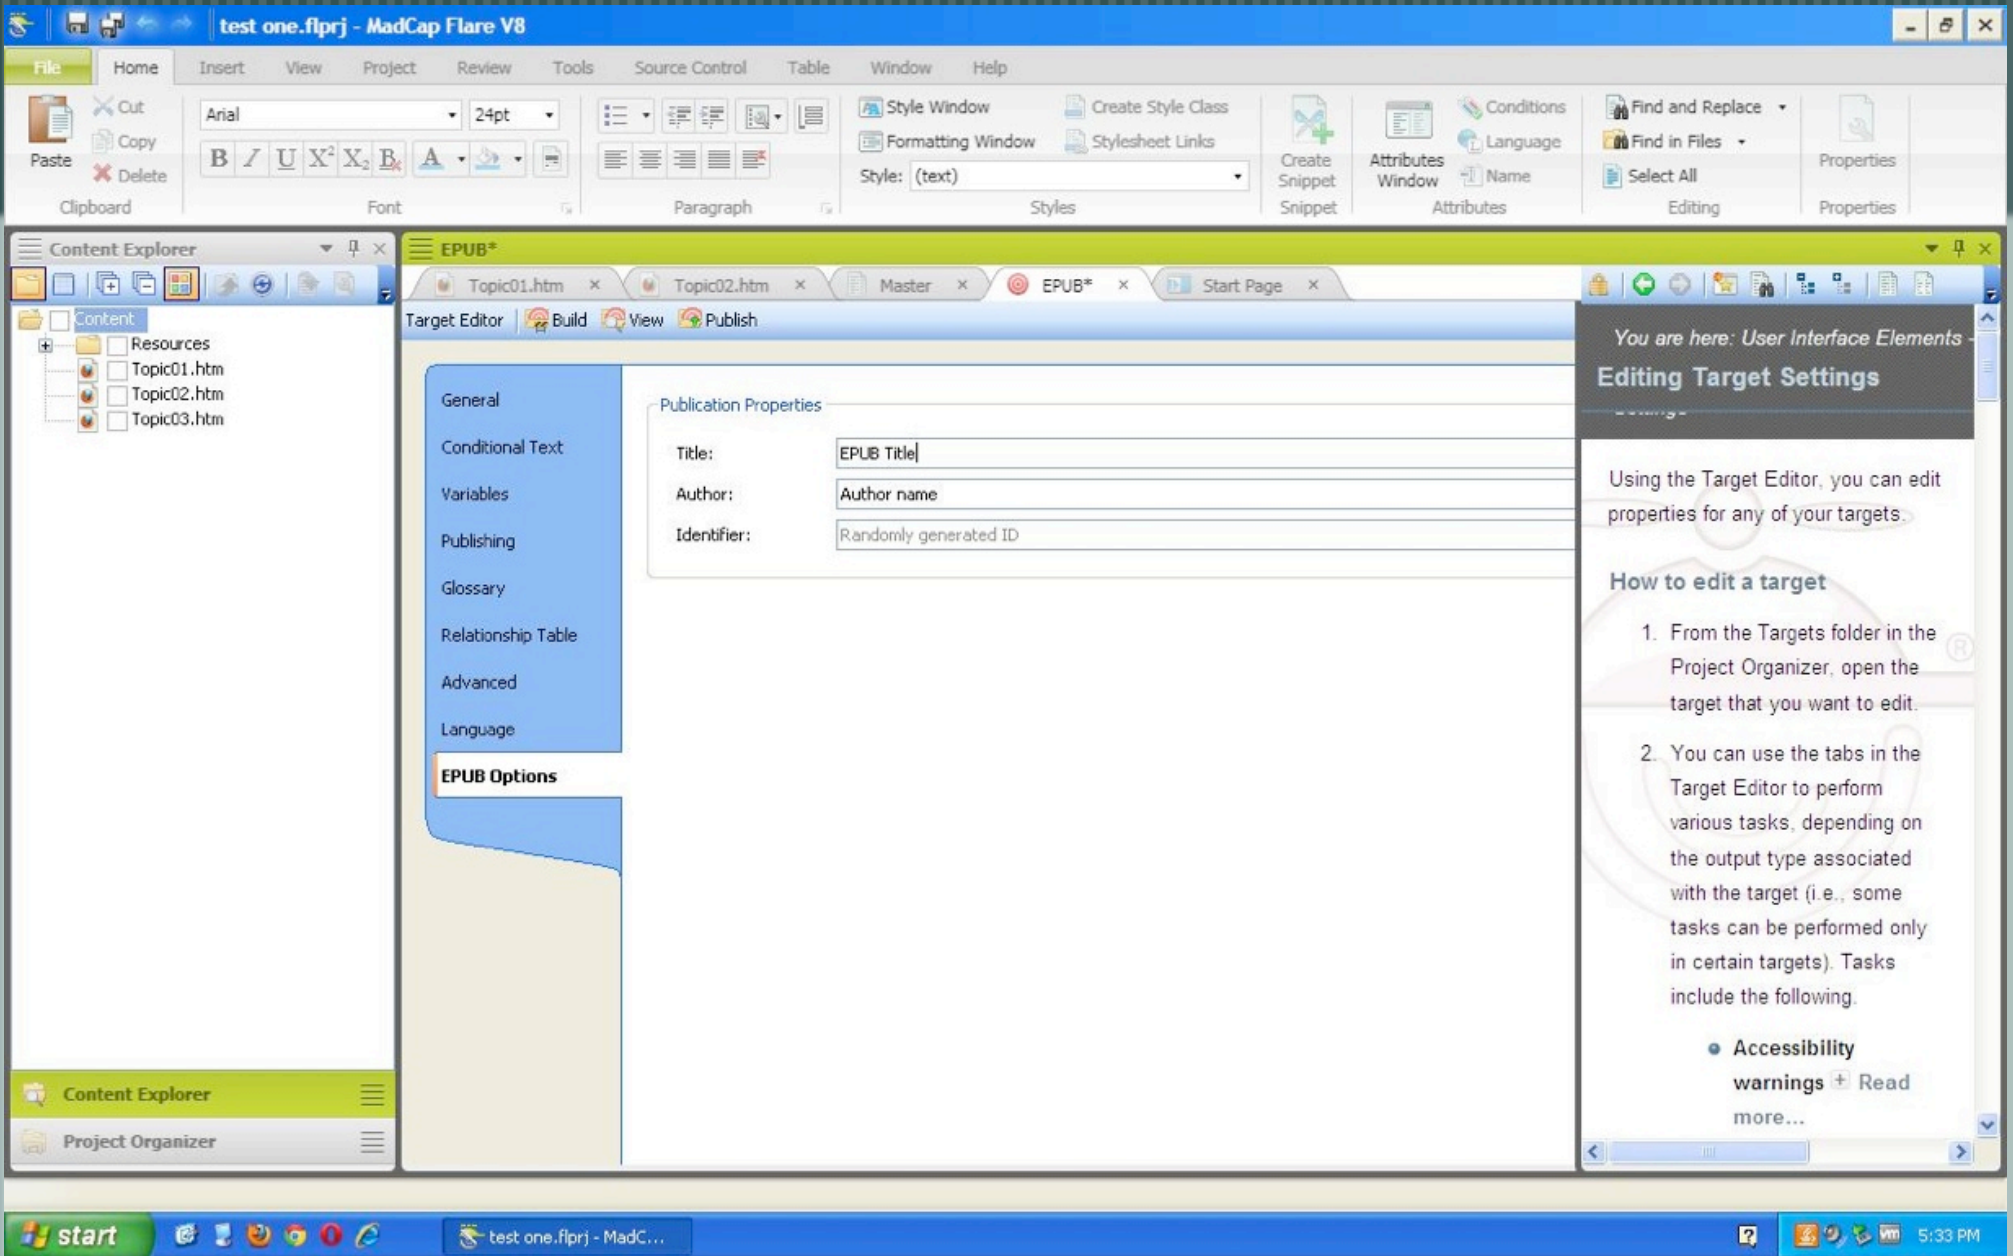 test one.flprj - MadCap Flare V8
File Home Insert View Project Review Tools Source Control Table Window Help
Paste
Cut
Copy
Delete
Clipboard
Arial 24pt
B I U X² X₂ B A
Font
Paragraph
Style Window Create Style Class
Formatting Window Stylesheet Links
Style: (text)
Styles
Create Snippet
Snippet
Attributes Window
Conditions
Language
Name
Attributes
Find and Replace
Find in Files
Select All
Editing
Properties
Properties
Content Explorer
Content
Resources
Topic01.htm
Topic02.htm
Topic03.htm
Content Explorer
Project Organizer
EPUB*
Topic01.htm Topic02.htm Master EPUB* Start Page
Target Editor Build View Publish
General
Conditional Text
Variables
Publishing
Glossary
Relationship Table
Advanced
Language
EPUB Options
Publication Properties
Title: EPUB Title
Author: Author name
Identifier: Randomly generated ID
You are here: User Interface Elements -
Editing Target Settings
Using the Target Editor, you can edit
properties for any of your targets.
How to edit a target
1. From the Targets folder in the
Project Organizer, open the
target that you want to edit.
2. You can use the tabs in the
Target Editor to perform
various tasks, depending on
the output type associated
with the target (i.e., some
tasks can be performed only
in certain targets). Tasks
include the following.
Accessibility
warnings + Read
more...
start test one.flprj - MadC... 5:33 PM